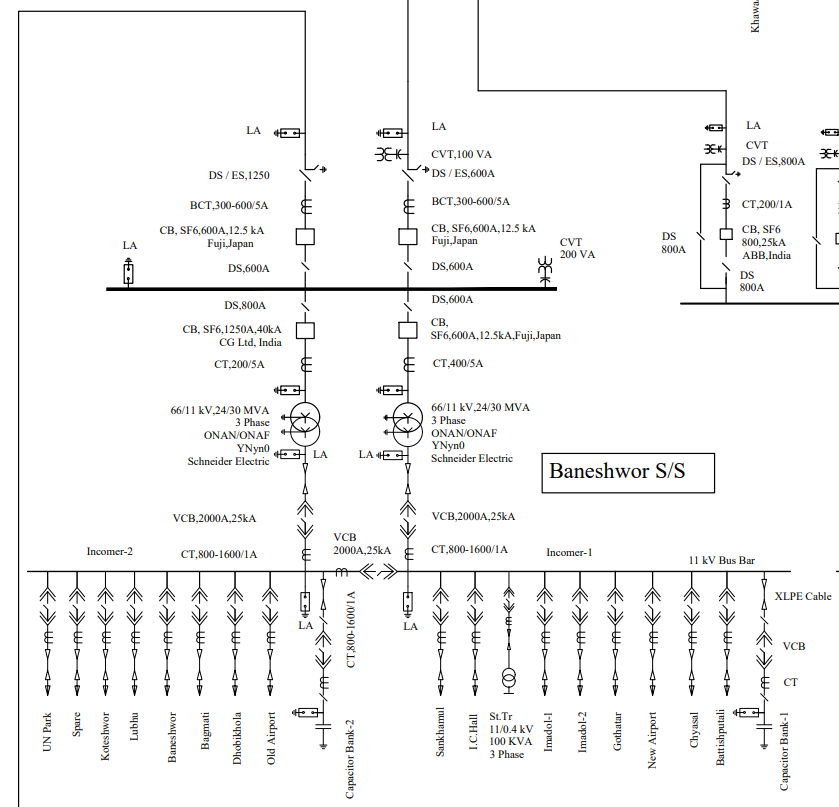 Khawa
LA
DS / ES,1250
BCT,300-600/5A
CB, SF6,600A,12.5 kA
Fuji,Japan
LA
DS,600A
LA
CVT,100 VA
DS / ES,600A
BCT,300-600/5A
CB, SF6,600A,12.5 kA
Fuji,Japan
DS,600A
CVT
200 VA
LA
CVT
DS / ES,800A
CT,200/1A
CB, SF6
800,25kA
ABB,India
DS
800A
DS
800A
DS,800A
CB, SF6,1250A,40kA
CG Ltd, India
CT,200/5A
66/11 kV,24/30 MVA
3 Phase
ONAN/ONAF
YNyn0
Schneider Electric
LA
DS,600A
CB,
SF6,600A,12.5kA,Fuji,Japan
CT,400/5A
66/11 kV,24/30 MVA
3 Phase
ONAN/ONAF
YNyn0
Schneider Electric
LA
Baneshwor S/S
VCB,2000A,25kA
CT,800-1600/1A
VCB
2000A,25kA
VCB,2000A,25kA
CT,800-1600/1A
Incomer-2
Incomer-1
11 kV Bus Bar
LA
CT,800-1600/1A
LA
XLPE Cable
VCB
CT
UN Park
Spare
Koteshwor
Lubhu
Baneshwor
Bagmati
Dhobikhola
Old Airport
Capacitor Bank-2
Sankhamul
I.C.Hall
St.Tr
11/0.4 kV
100 KVA
3 Phase
Imadol-1
Imadol-2
Gothatar
New Airport
Chyasal
Battishputali
Capacitor Bank-1